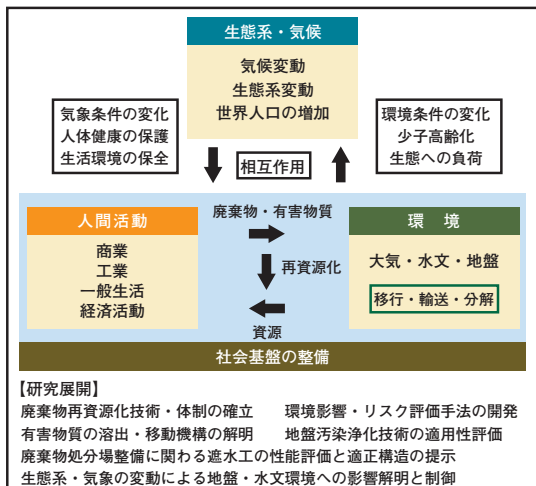 生態系・気候
気候変動
生態系変動
世界人口の増加
気象条件の変化
人体健康の保護
生活環境の保全
環境条件の変化
少子高齢化
生態への負荷
相互作用
人間活動
商業
工業
一般生活
経済活動
廃棄物・有害物質
再資源化
資源
環　境
大気・水文・地盤
移行・輸送・分解
社会基盤の整備
【研究展開】
廃棄物再資源化技術・体制の確立　環境影響・リスク評価手法の開発
有害物質の溶出・移動機構の解明　地盤汚染浄化技術の適用性評価
廃棄物処分場整備に関わる遮水工の性能評価と適正構造の提示
生態系・気象の変動による地盤・水文環境への影響解明と制御